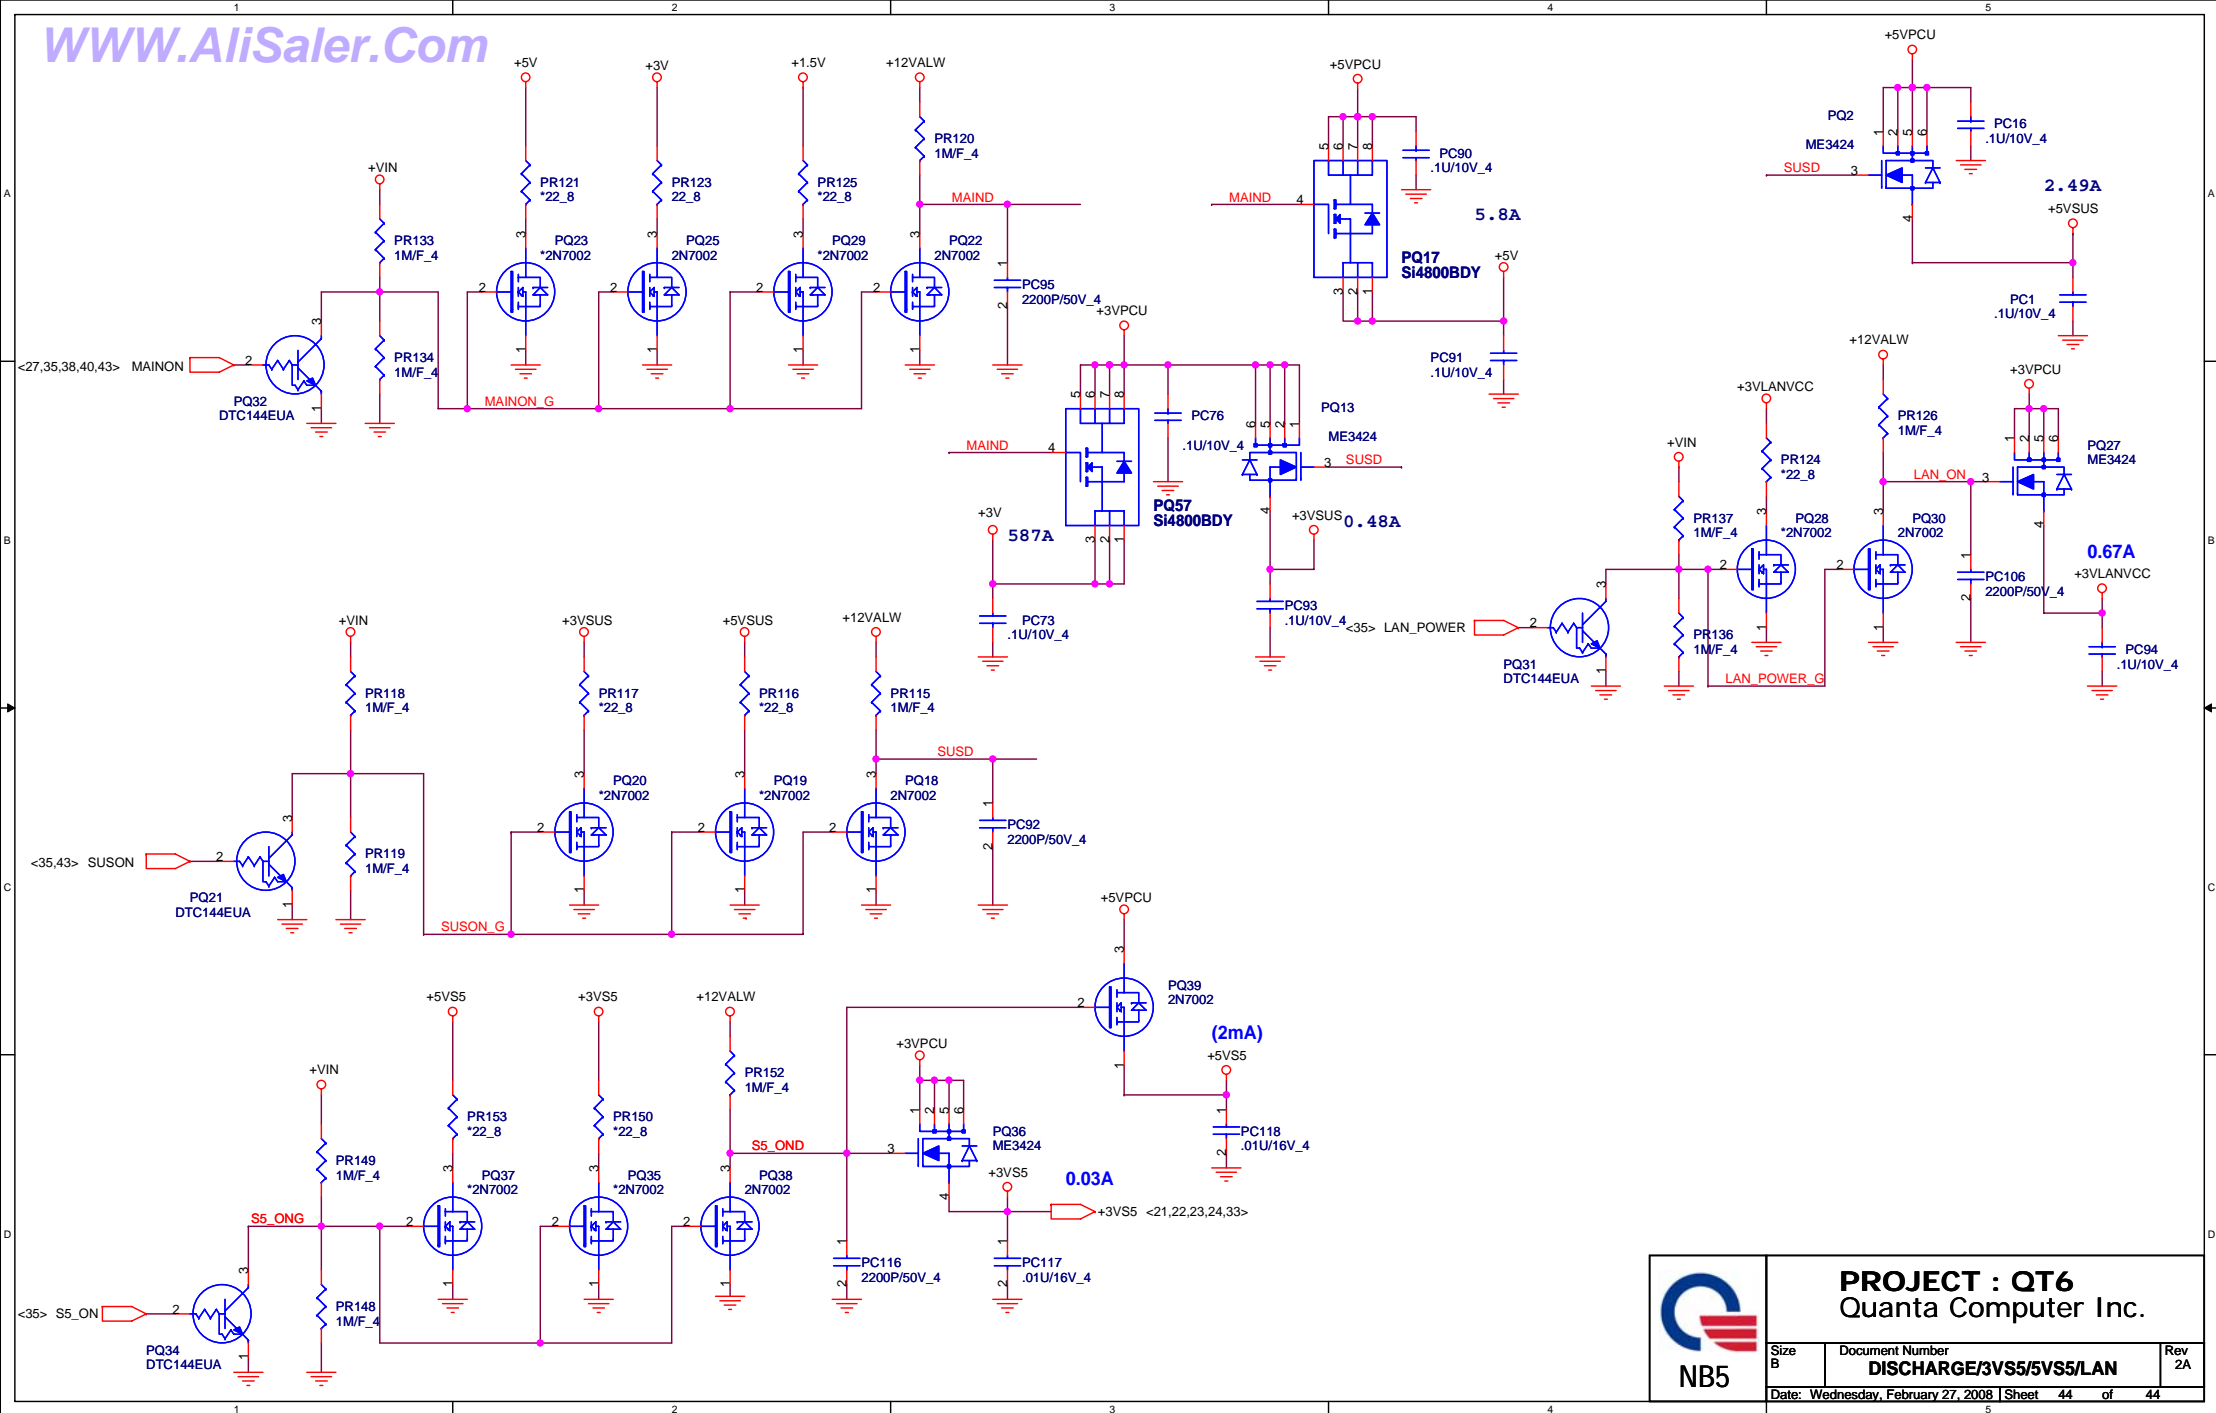 1 2 3 4 5
WWW.AliSaler.Com
+5V
+3V
+1.5V
+12VALW
+VIN
PR133
1M/F_4
PR134
1M/F_4
PR121
*22_8
PR123
22_8
PR125
*22_8
PR120
1M/F_4
MAIND
PQ23
*2N7002
PQ25
2N7002
PQ29
*2N7002
PQ22
2N7002
PC95
2200P/50V_4
<27,35,38,40,43> MAINON
PQ32
DTC144EUA
MAINON_G
+5VPCU
PC90
.1U/10V_4
MAIND
5.8A
PQ17
Si4800BDY
+5V
PC91
.1U/10V_4
+5VPCU
PQ2
ME3424
PC16
.1U/10V_4
SUSD
2.49A
+5VSUS
PC1
.1U/10V_4
+3VPCU
PC76
.1U/10V_4
MAIND
PQ57
Si4800BDY
PQ13
ME3424
SUSD
+3V
587A
PC73
.1U/10V_4
+3VSUS
0.48A
PC93
.1U/10V_4
+12VALW
+3VPCU
+3VLANVCC
+VIN
PR126
1M/F_4
PR124
*22_8
PQ27
ME3424
LAN_ON
PR137
1M/F_4
PQ28
*2N7002
PQ30
2N7002
0.67A
+3VLANVCC
PC106
2200P/50V_4
<35> LAN_POWER
PQ31
DTC144EUA
PR136
1M/F_4
LAN_POWER_G
PC94
.1U/10V_4
+VIN
+3VSUS
+5VSUS
+12VALW
PR118
1M/F_4
PR117
*22_8
PR116
*22_8
PR115
1M/F_4
SUSD
PQ20
*2N7002
PQ19
*2N7002
PQ18
2N7002
PC92
2200P/50V_4
PR119
1M/F_4
<35,43> SUSON
PQ21
DTC144EUA
SUSON_G
+5VPCU
PQ39
2N7002
(2mA)
+5VS5
PC118
.01U/16V_4
+5VS5
+3VS5
+12VALW
+VIN
PR149
1M/F_4
PR153
*22_8
PR150
*22_8
PR152
1M/F_4
+3VPCU
S5_OND
PQ36
ME3424
+3VS5
0.03A
+3VS5 <21,22,23,24,33>
PQ37
*2N7002
PQ35
*2N7002
PQ38
2N7002
S5_ONG
PC116
2200P/50V_4
PC117
.01U/16V_4
<35> S5_ON
PQ34
DTC144EUA
PR148
1M/F_4
NB5
PROJECT : QT6
Quanta Computer Inc.
Size
B
Document Number
DISCHARGE/3VS5/5VS5/LAN
Rev
2A
Date: Wednesday, February 27, 2008 Sheet 44 of 44
1 2 3 4 5